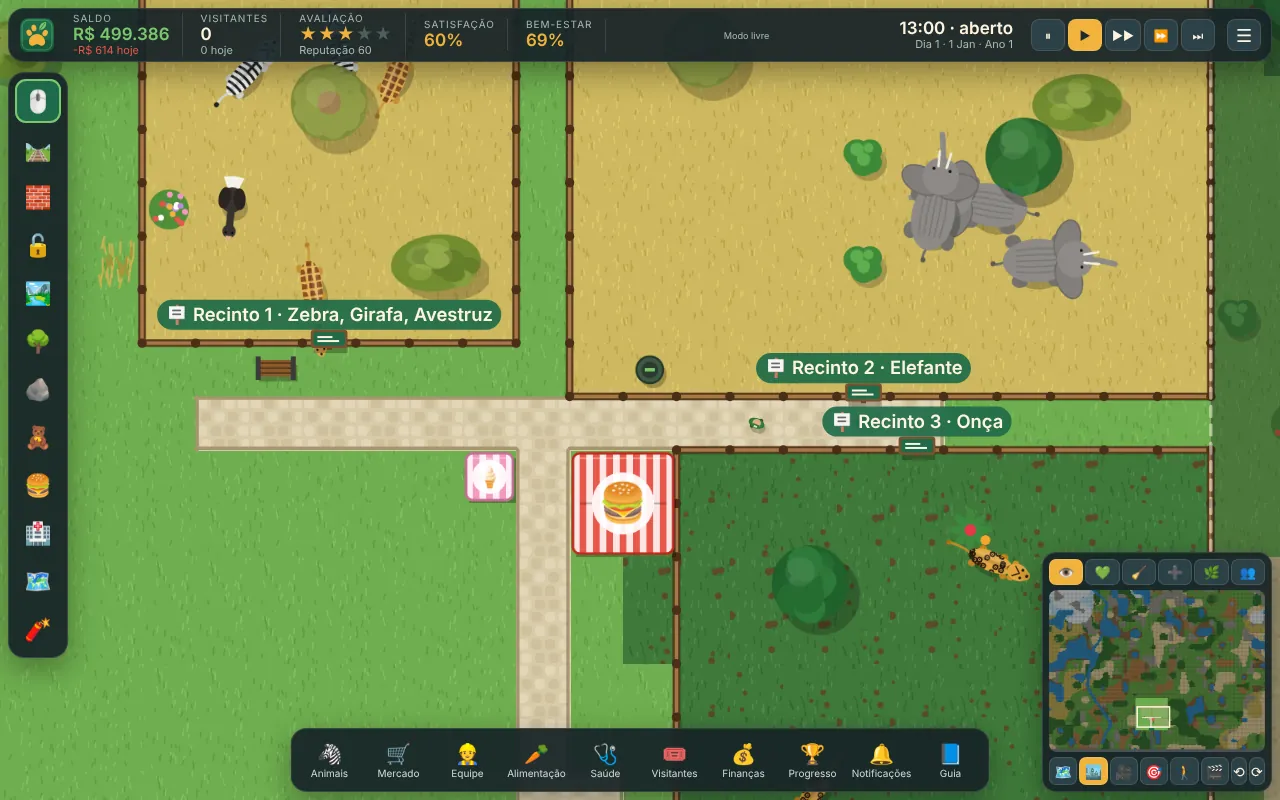 SALDO
R$ 499.386
-R$ 614 hoje
VISITANTES
0
0 hoje
AVALIAÇÃO
Reputação 60
SATISFAÇÃO
60%
BEM-ESTAR
69%
Modo livre
13:00 · aberto
Dia 1 · 1 Jan · Ano 1
Recinto 1 · Zebra, Girafa, Avestruz
Recinto 2 · Elefante
Recinto 3 · Onça
Animais
Mercado
Equipe
Alimentação
Saúde
Visitantes
Finanças
Progresso
Notificações
Guia